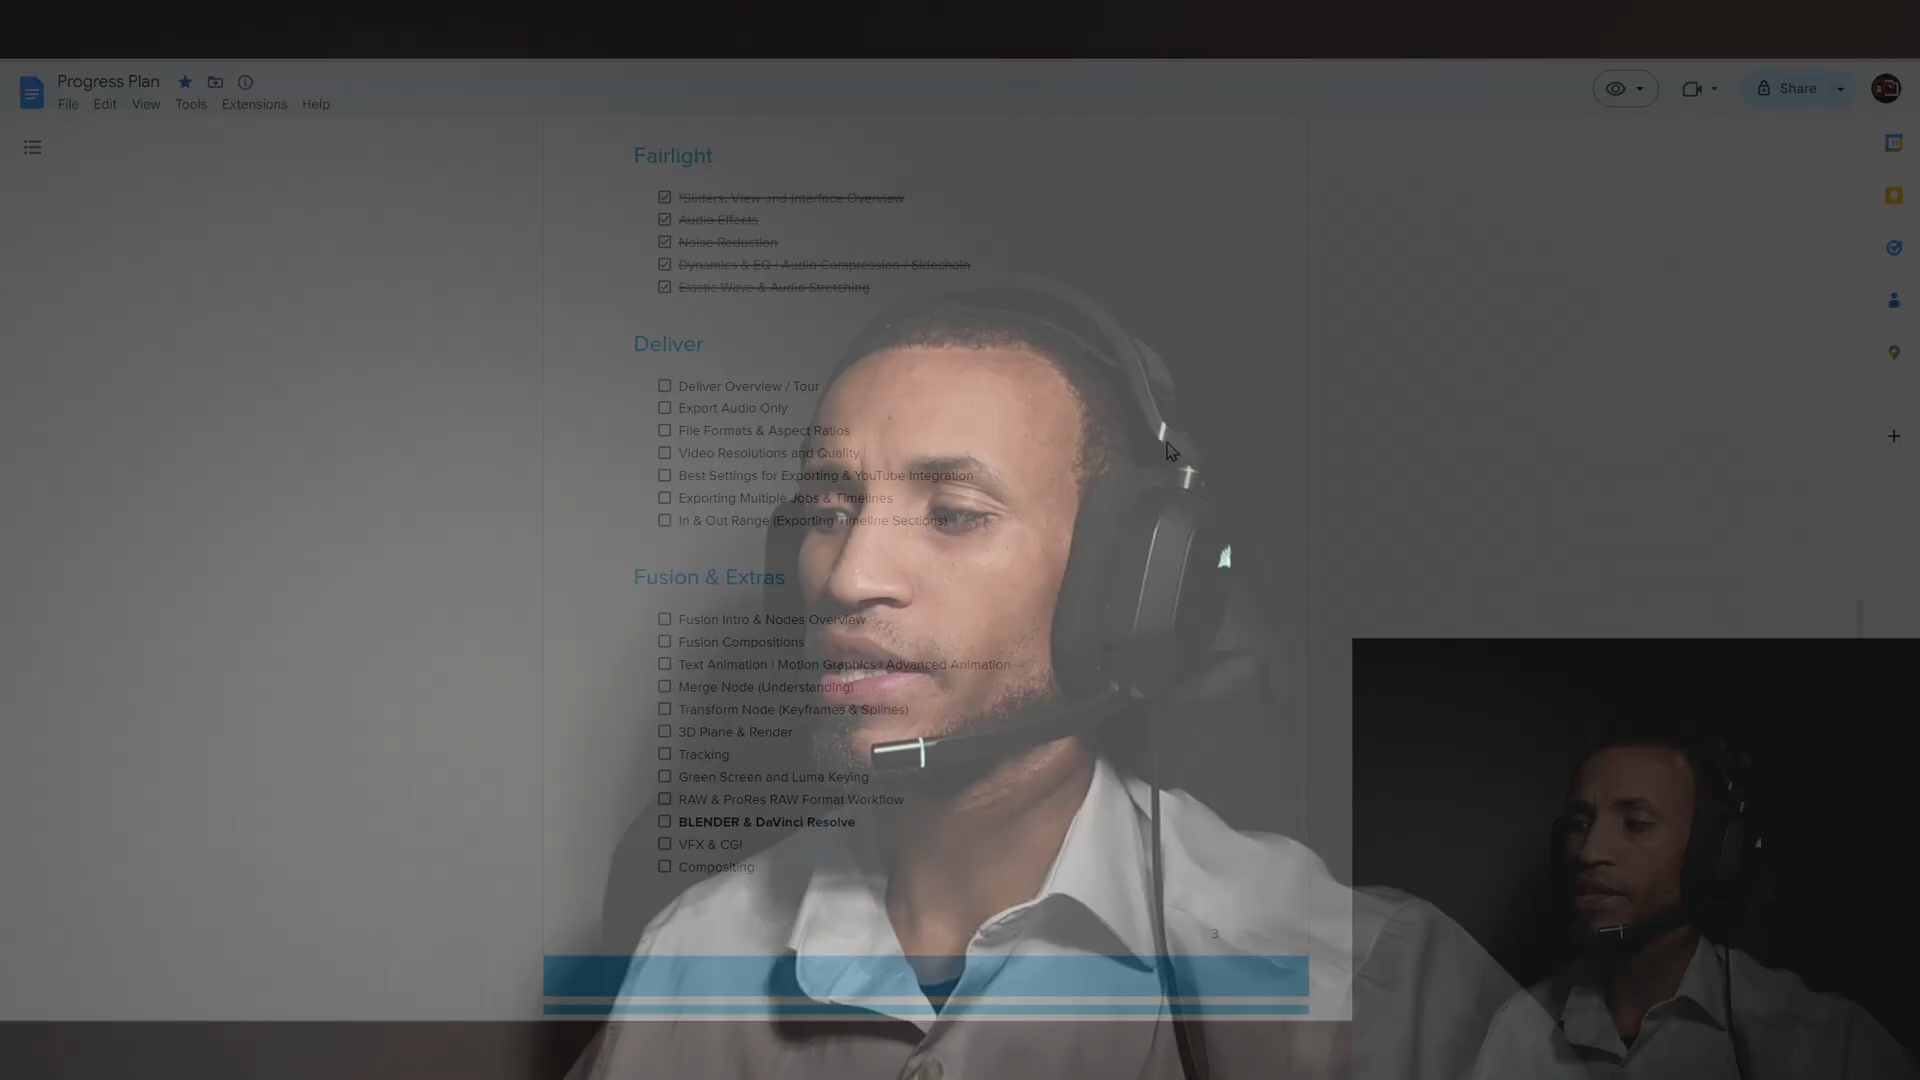 Progress Plan
File Edit View Tools Extensions Help
Share
Fairlight
*Sliders, View and Interface Overview
Audio Effects
Noise Reduction
Dynamics & EQ | Audio Compression / Sidechain
Elastic Wave & Audio Stretching
Deliver
Deliver Overview / Tour
Export Audio Only
File Formats & Aspect Ratios
Video Resolutions and Quality
Best Settings for Exporting & YouTube Integration
Exporting Multiple Jobs & Timelines
In & Out Range (Exporting Timeline Sections)
Fusion & Extras
Fusion Intro & Nodes Overview
Fusion Compositions
Text Animation | Motion Graphics | Advanced Animation
Merge Node (Understanding)
Transform Node (Keyframes & Splines)
3D Plane & Render
Tracking
Green Screen and Luma Keying
RAW & ProRes RAW Format Workflow
BLENDER & DaVinci Resolve
VFX & CGI
Compositing
3